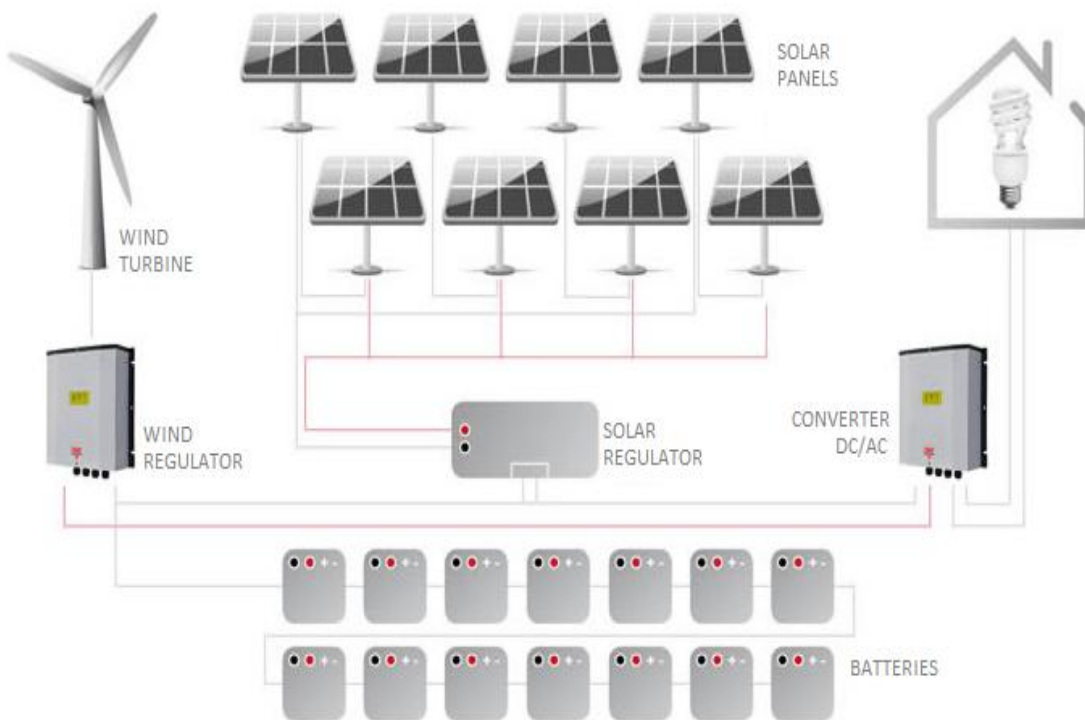 SOLAR
PANELS
WIND
TURBINE
WIND
REGULATOR
SOLAR
REGULATOR
CONVERTER
DC/AC
BATTERIES